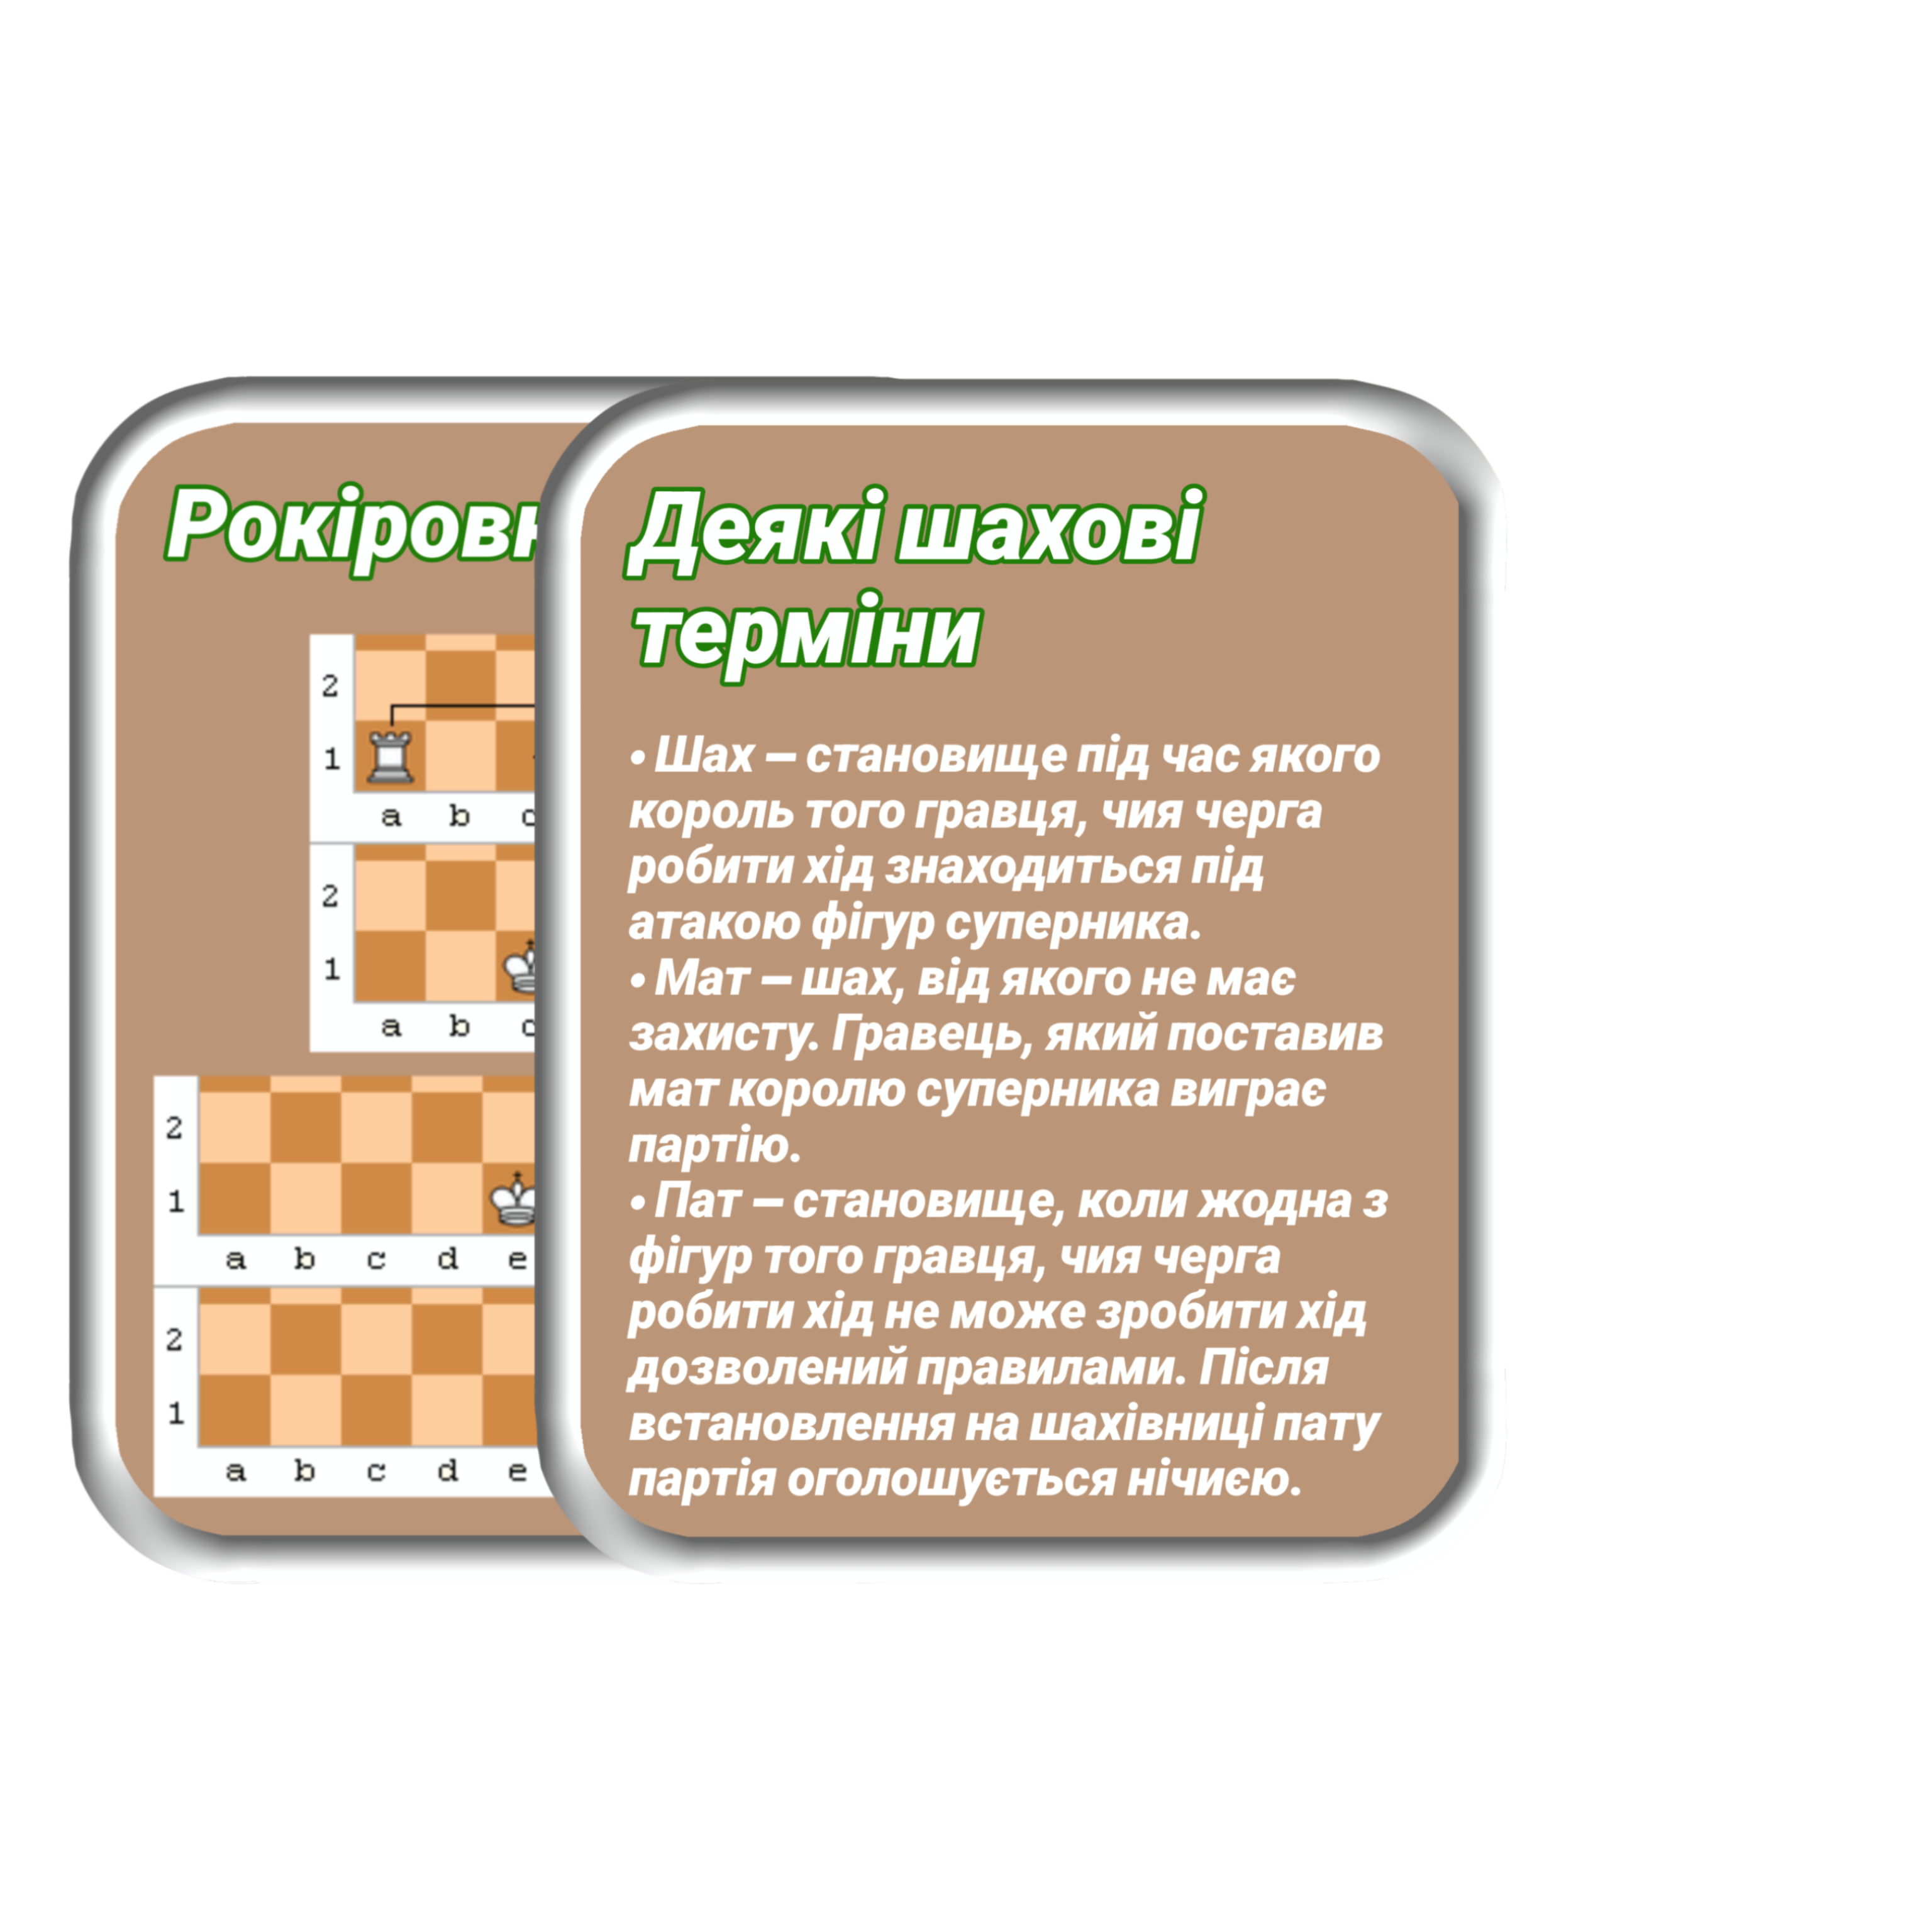 Деякі шахові
терміни
2
1
a b
2
1
a b
2
1
a b c d e
2
1
a b c d e
• Шах – становище під час якого
король того гравця, чия черга
робити хід знаходиться під
атакою фігур суперника.
• Мат – шах, від якого не має
захисту. Гравець, який поставив
мат королю суперника виграє
партію.
• Пат – становище, коли жодна з
фігур того гравця, чия черга
робити хід не може зробити хід
дозволений правилами. Після
встановлення на шахівниці пату
партія оголошується нічиєю.